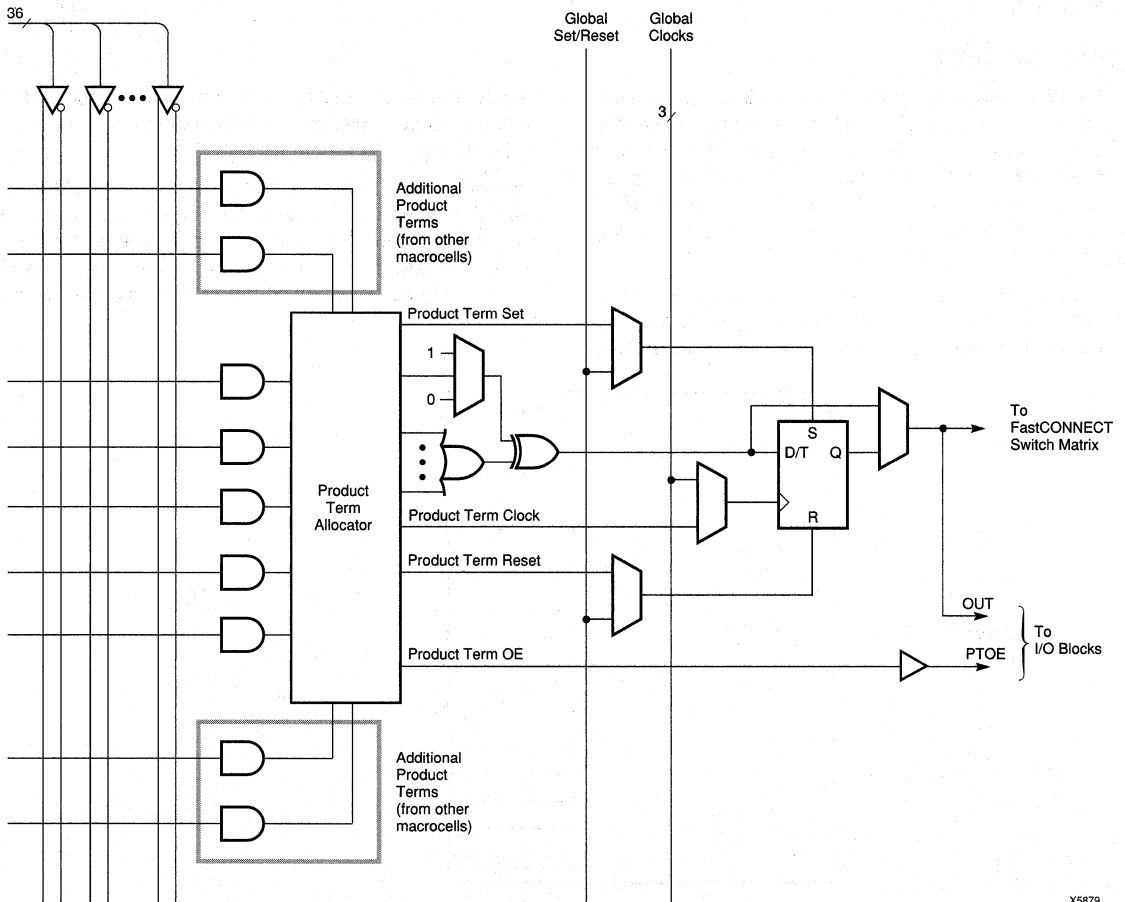 36
Global
Set/Reset
Global
Clocks
3
Additional
Product
Terms
(from other
macrocells)
Product Term Set
1
0
To
FastCONNECT
Switch Matrix
S
D/T Q
R
Product
Term
Allocator
Product Term Clock
Product Term Reset
OUT
To
I/O Blocks
Product Term OE
PTOE
Additional
Product
Terms
(from other
macrocells)
X5879